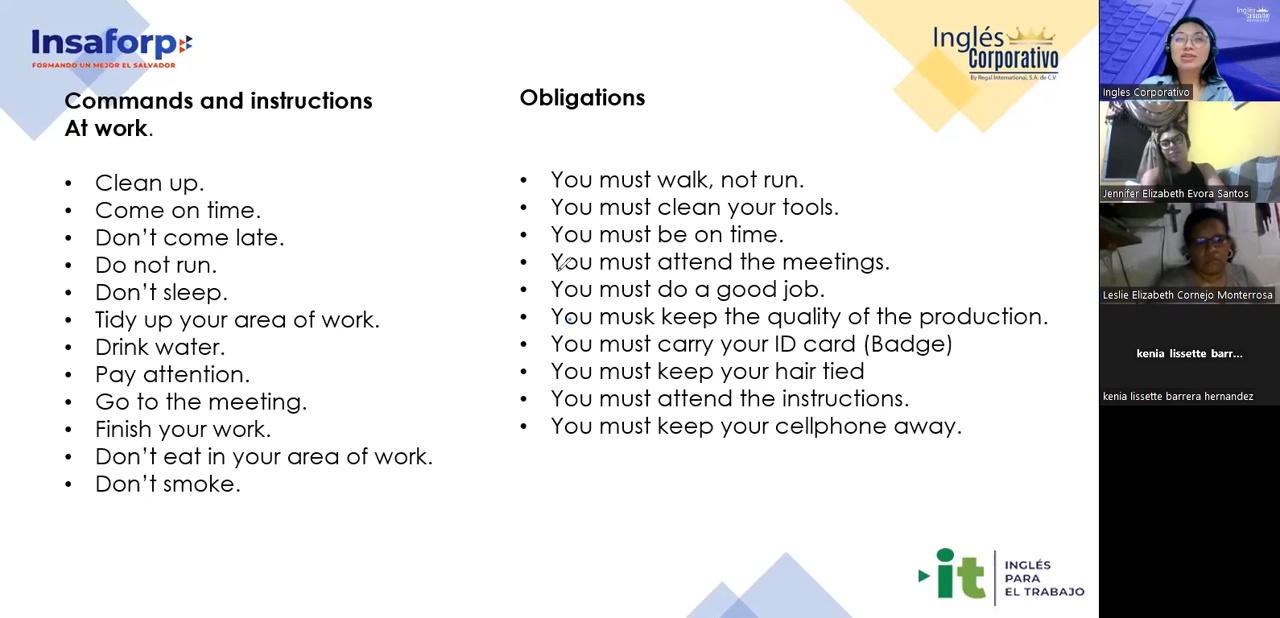 Insaforp
FORMANDO UN MEJOR EL SALVADOR
Inglés
Corporativo
By Regal International, S.A. de C.V
Commands and instructions
At work.
• Clean up.
• Come on time.
• Don’t come late.
• Do not run.
• Don’t sleep.
• Tidy up your area of work.
• Drink water.
• Pay attention.
• Go to the meeting.
• Finish your work.
• Don’t eat in your area of work.
• Don’t smoke.
Obligations
• You must walk, not run.
• You must clean your tools.
• You must be on time.
• You must attend the meetings.
• You must do a good job.
• You musk keep the quality of the production.
• You must carry your ID card (Badge)
• You must keep your hair tied
• You must attend the instructions.
• You must keep your cellphone away.
it
INGLÉS
PARA
EL TRABAJO
Inglés
Ingles Corporativo
Jennifer Elizabeth Evora Santos
Leslie Elizabeth Cornejo Monterrosa
kenia lissette barr...
kenia lissette barrera hernandez